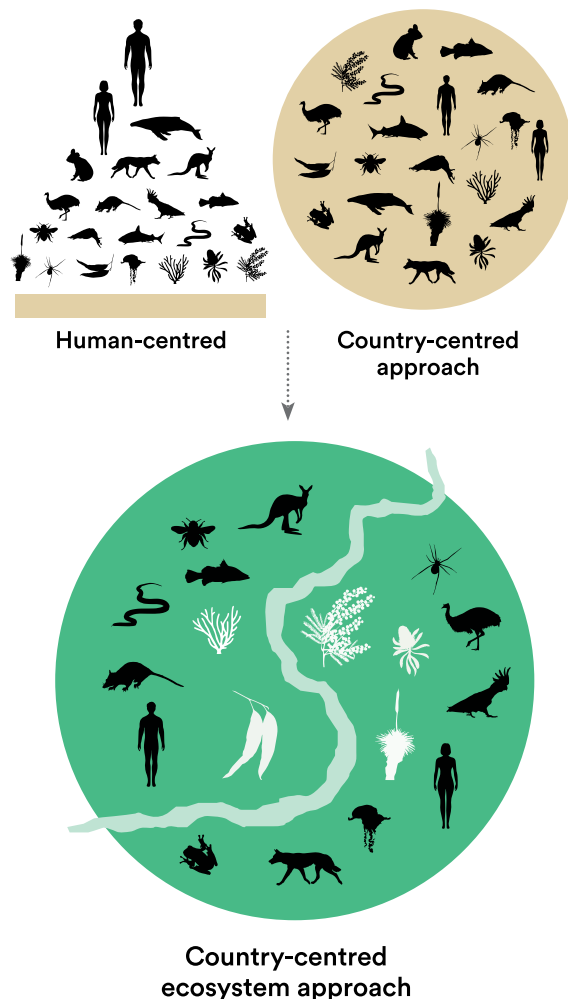 Human-centred
Country-centred
approach
Country-centred
ecosystem approach